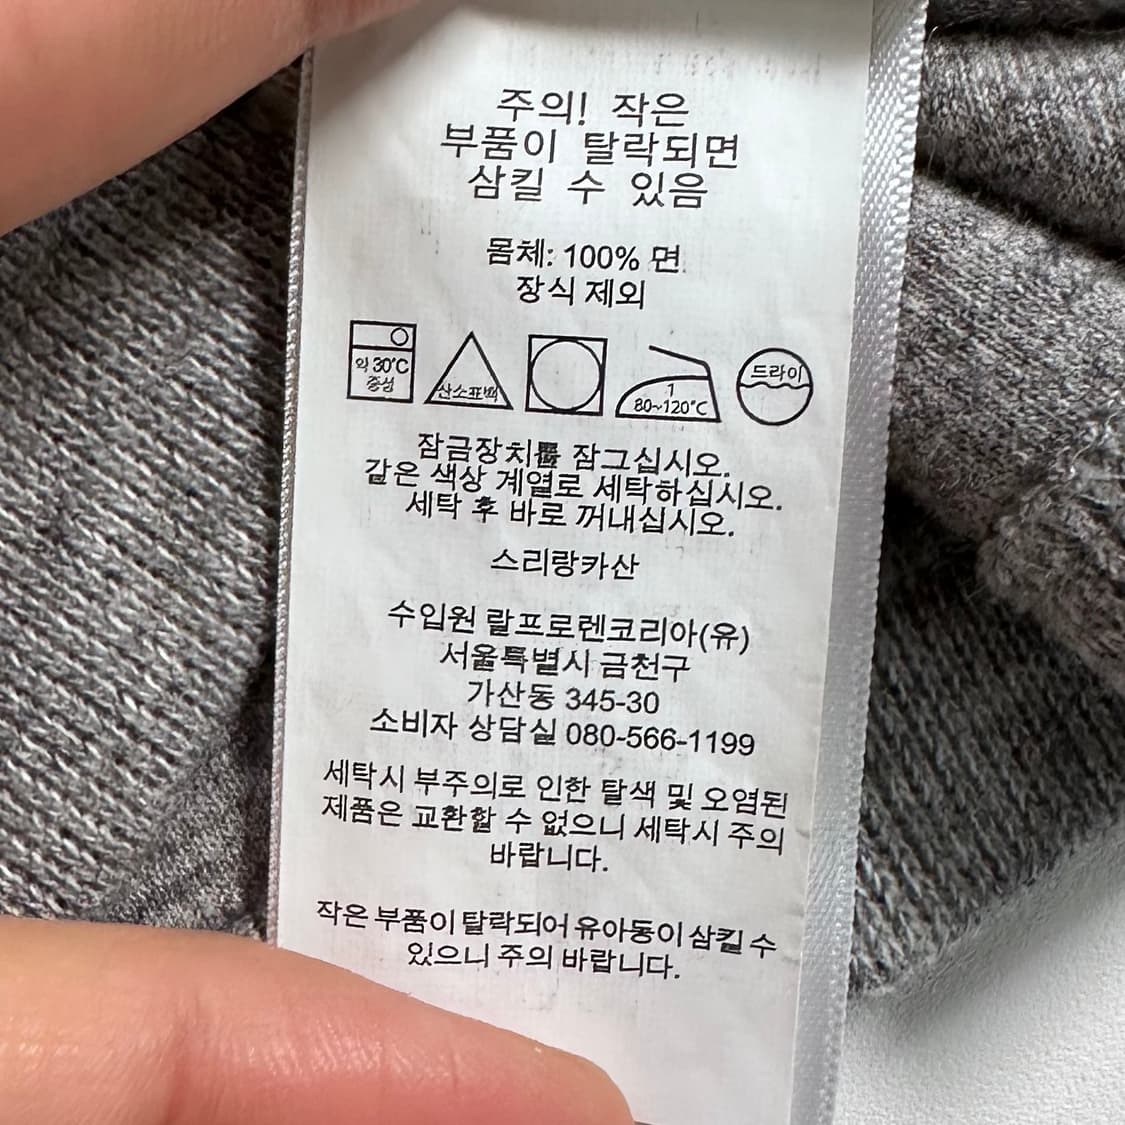 주의! 작은
부품이 탈락되면
삼킬 수 있음
몸체: 100% 면
장식 제외
약 30°C
중성
산소표백
1
80~120°C
드라이
잠금장치를 잠그십시오.
같은 색상 계열로 세탁하십시오.
세탁 후 바로 꺼내십시오.
스리랑카산
수입원 랄프로렌코리아(유)
서울특별시 금천구
가산동 345-30
소비자 상담실 080-566-1199
세탁시 부주의로 인한 탈색 및 오염된
제품은 교환할 수 없으니 세탁시 주의
바랍니다.
작은 부품이 탈락되어 유아동이 삼킬 수
있으니 주의 바랍니다.